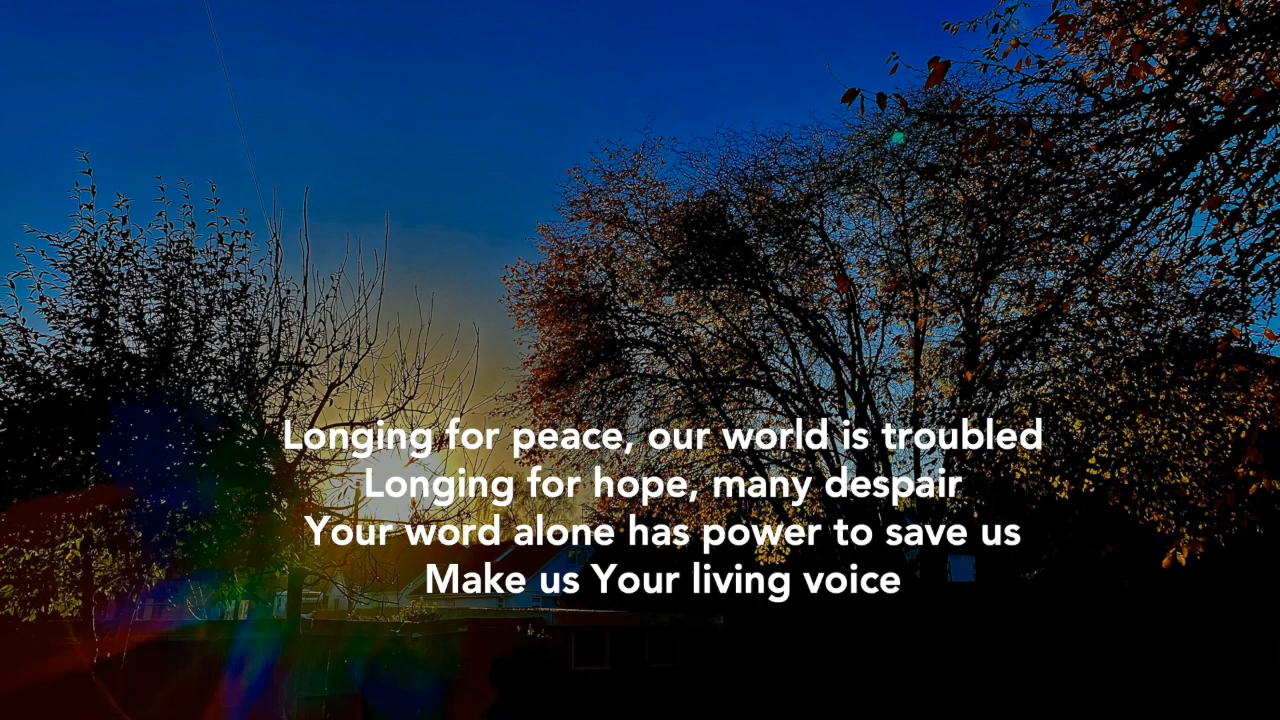 Longing for peace, our world is troubled
Longing for hope, many despair
Your word alone has power to save us
Make us Your living voice